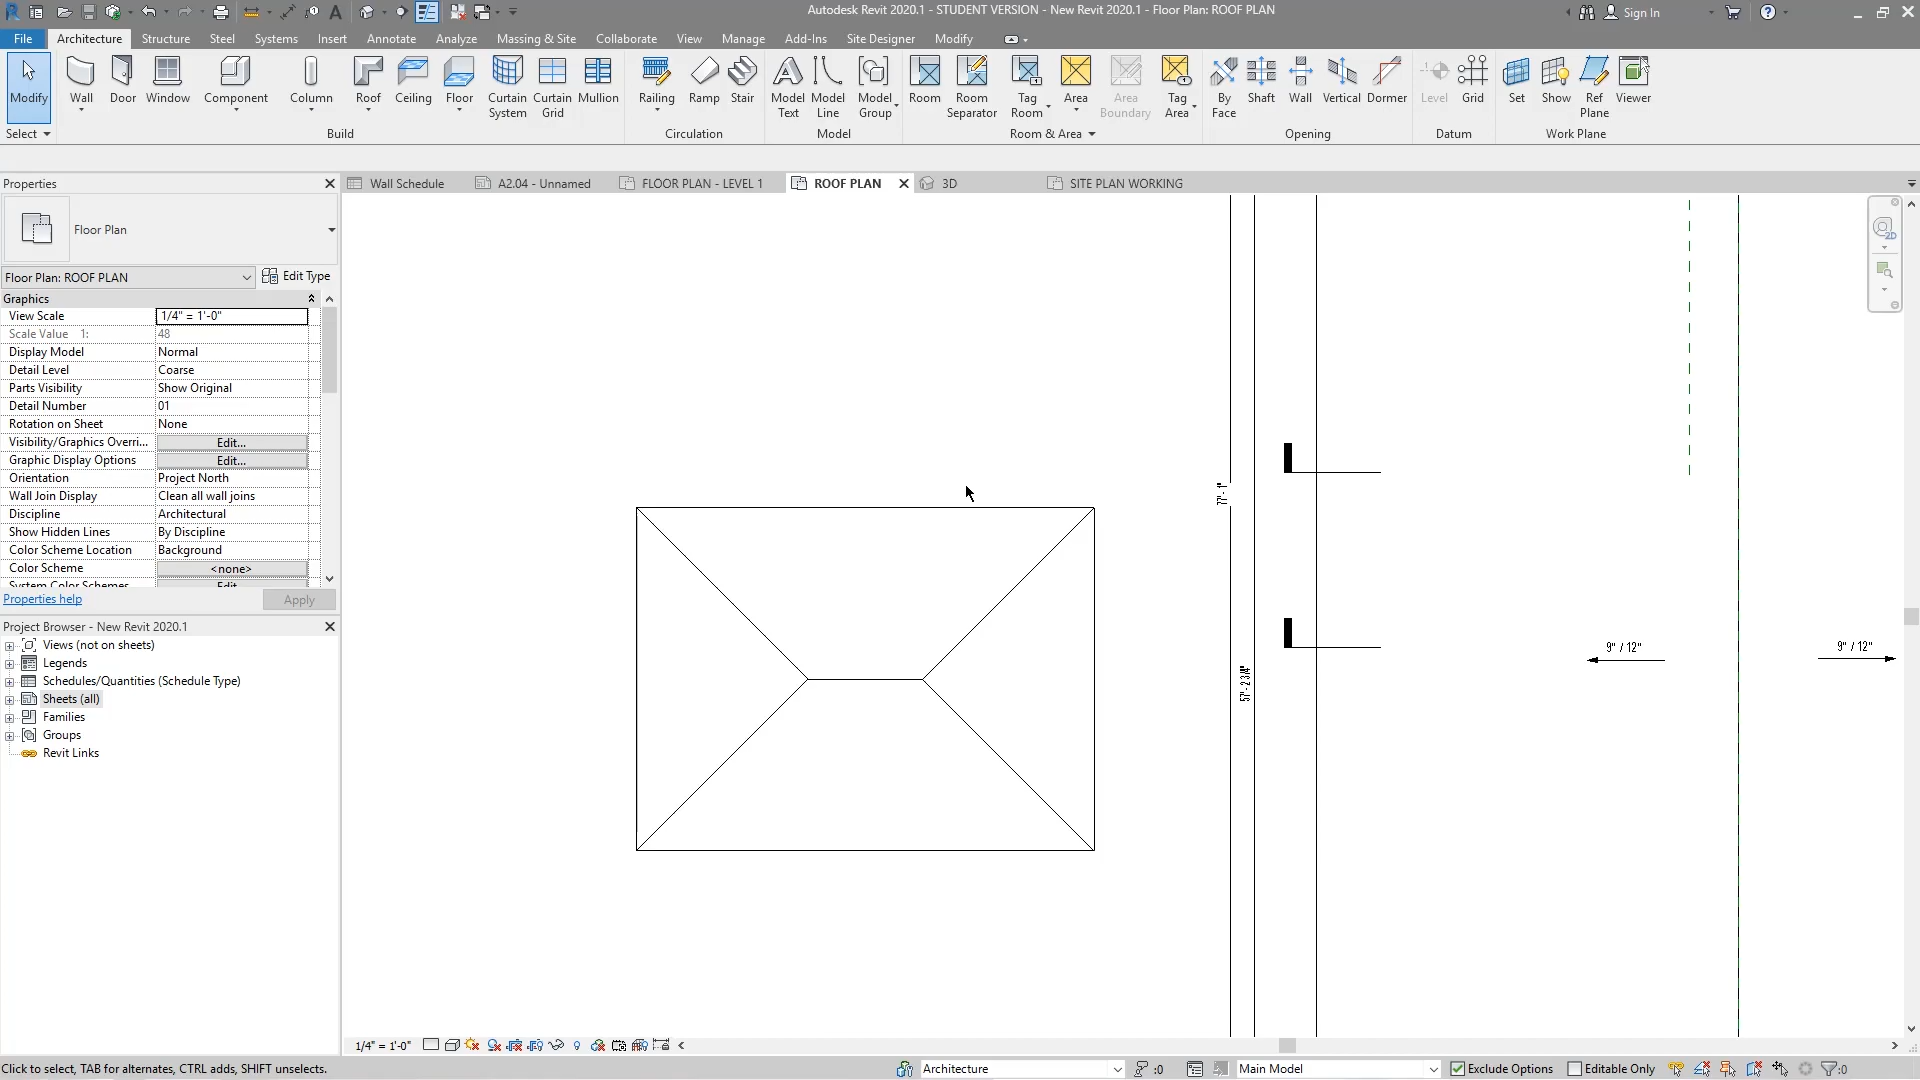 Autodesk Revit 2020.1 - STUDENT VERSION - New Revit 2020.1 - Floor Plan: ROOF PLAN
Sign In
File Architecture Structure Steel Systems Insert Annotate Analyze Massing & Site Collaborate View Manage Add-Ins Site Designer Modify
Modify Wall Door Window Component Column Roof Ceiling Floor Curtain System Curtain Grid Mullion Railing Ramp Stair Model Text Model Line Model Group Room Room Separator Tag Room Area Area Boundary Tag Area By Face Shaft Wall Vertical Dormer Level Grid Set Show Ref Plane Viewer
Select Build Circulation Model Room & Area Opening Datum Work Plane
Properties
Wall Schedule A2.04 - Unnamed FLOOR PLAN - LEVEL 1 ROOF PLAN 3D SITE PLAN WORKING
Floor Plan
Floor Plan: ROOF PLAN Edit Type
Graphics
View Scale 1/4" = 1'-0"
Scale Value 1: 48
Display Model Normal
Detail Level Coarse
Parts Visibility Show Original
Detail Number 01
Rotation on Sheet None
Visibility/Graphics Overri... Edit...
Graphic Display Options Edit...
Orientation Project North
Wall Join Display Clean all wall joins
Discipline Architectural
Show Hidden Lines By Discipline
Color Scheme Location Background
Color Scheme <none>
System Color Schemes Edit
Properties help Apply
Project Browser - New Revit 2020.1
Views (not on sheets)
Legends
Schedules/Quantities (Schedule Type)
Sheets (all)
Families
Groups
Revit Links
2D
77' - 1"
57' - 2 3/4"
9" / 12"
9" / 12"
1/4" = 1'-0"
Click to select, TAB for alternates, CTRL adds, SHIFT unselects.
Architecture
:0
Main Model
Exclude Options
Editable Only
:0